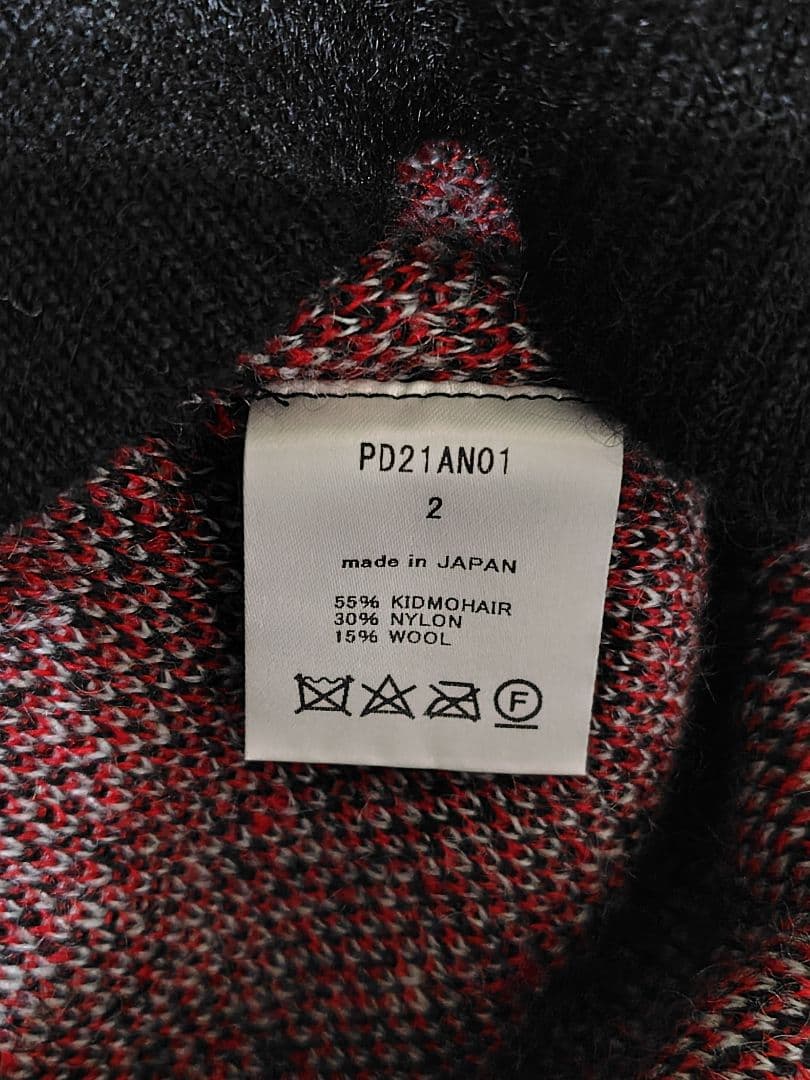 PD21AN01
2
made in JAPAN
55% KIDMOHAIR
30% NYLON
15% WOOL
F